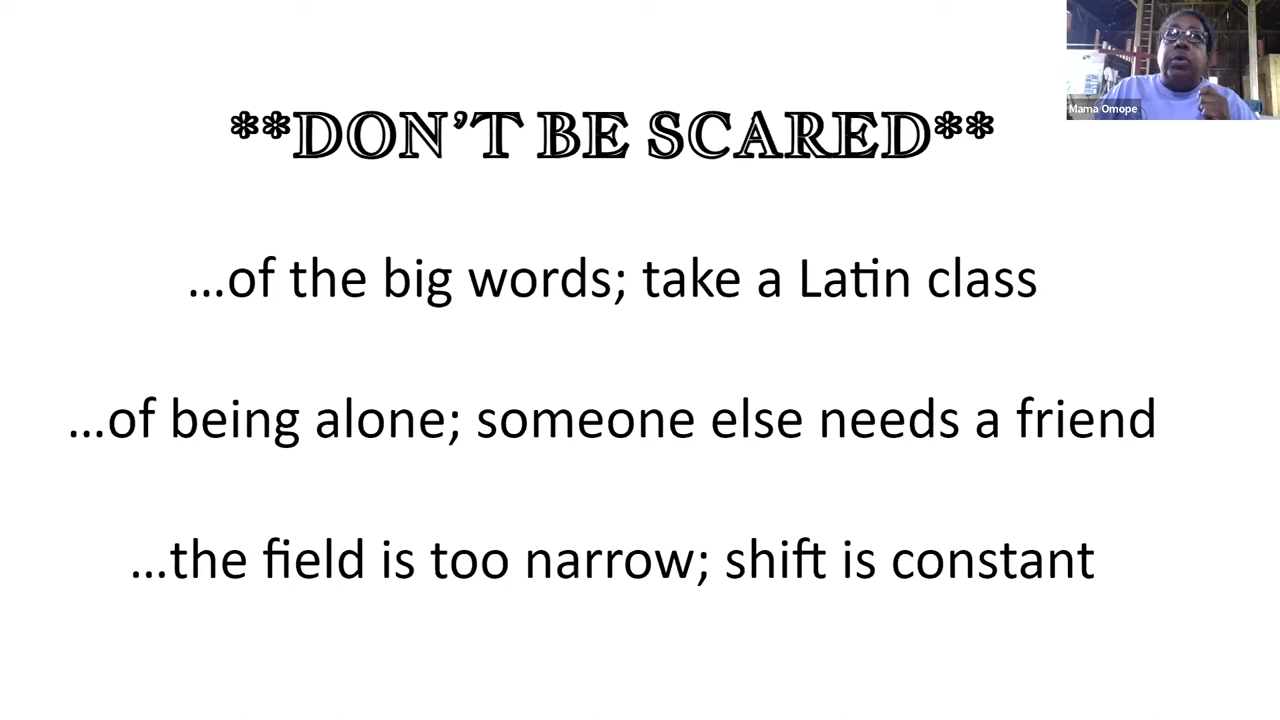 **DON’T BE SCARED**
…of the big words; take a Latin class
…of being alone; someone else needs a friend
…the field is too narrow; shift is constant
Mama Omope